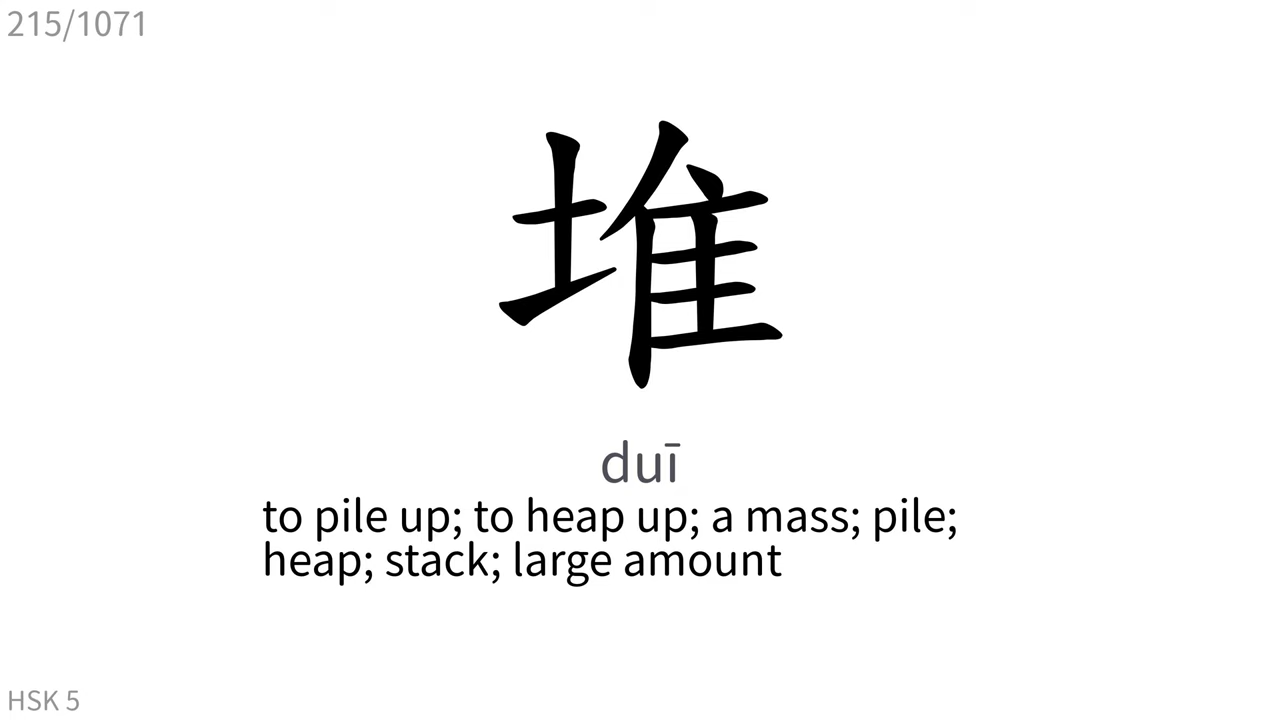 215/1071
堆
duī
to pile up; to heap up; a mass; pile;
heap; stack; large amount
HSK 5